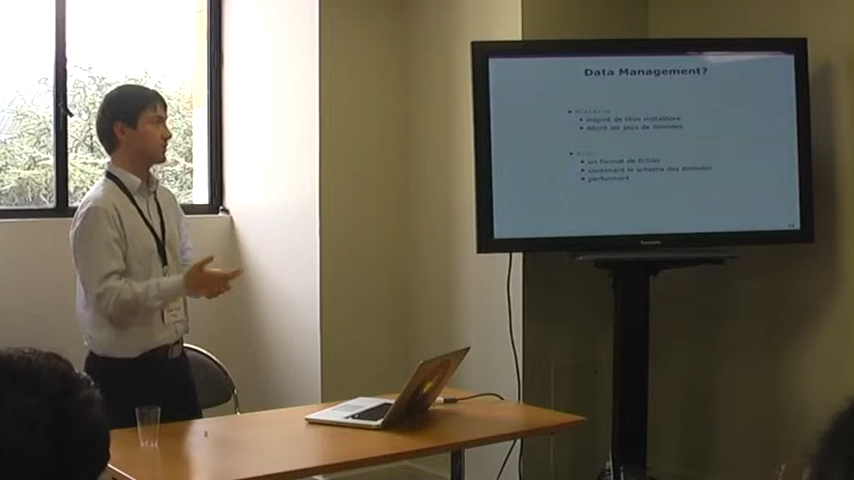 Data Management?
inspiré de Hive metastore
décrit les jeux de données
un format de fichier
contenant le schéma des données
performant
Panasonic